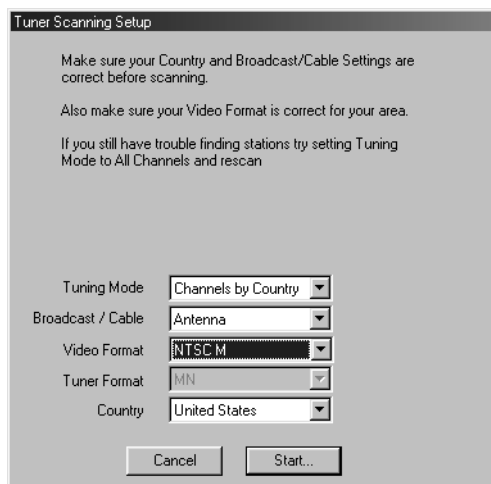 Tuner Scanning Setup
Make sure your Country and Broadcast/Cable Settings are
correct before scanning.
Also make sure your Video Format is correct for your area.
If you still have trouble finding stations try setting Tuning
Mode to All Channels and rescan
Tuning Mode Channels by Country
Broadcast / Cable Antenna
Video Format NTSC M
Tuner Format MN
Country United States
Cancel Start...